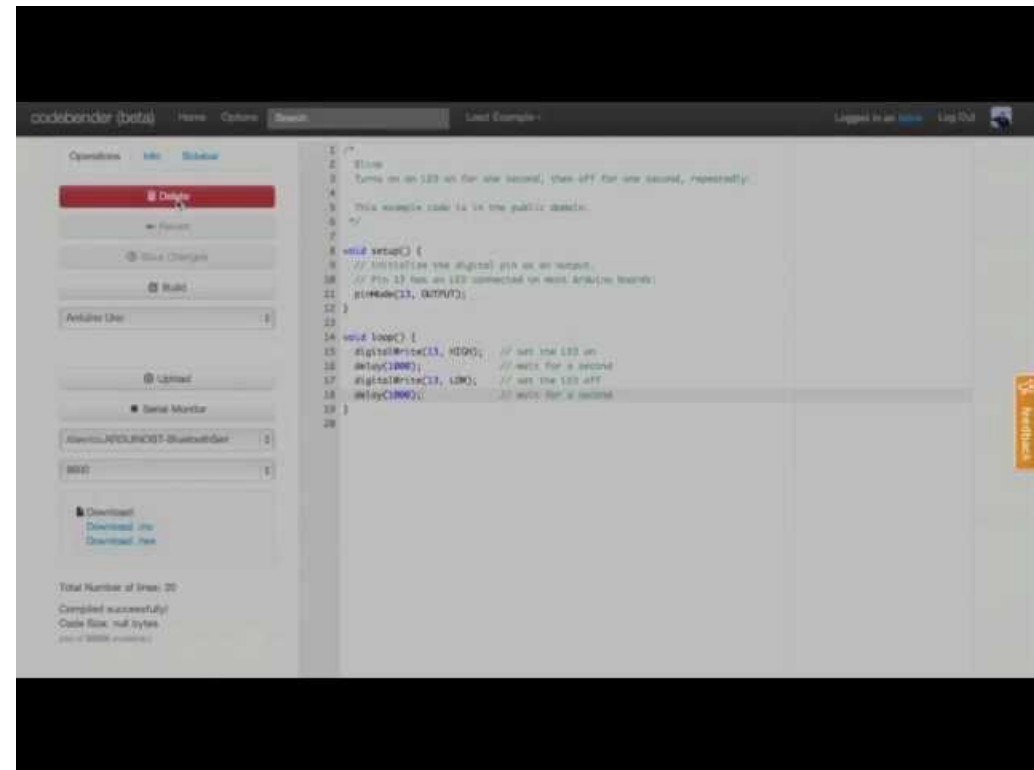 codebender (beta) Home Options Search Load Example Logged in as Log Out
Operations Info Sidebar
Delete
Save Changes
Build
Arduino Uno
Upload
Serial Monitor
9600
Download:
Download .ino
Download .hex
Total Number of lines: 20
Compiled successfully!
Code Size: null bytes
1 /*
2 Blink
3 Turns on an LED on for one second, then off for one second, repeatedly.
4
5 This example code is in the public domain.
6 */
7
8 void setup() {
9 // initialize the digital pin as an output.
10 // Pin 13 has an LED connected on most Arduino boards:
11 pinMode(13, OUTPUT);
12 }
13
14 void loop() {
15 digitalWrite(13, HIGH); // set the LED on
16 delay(1000); // wait for a second
17 digitalWrite(13, LOW); // set the LED off
18 delay(1000); // wait for a second
19 }
20
feedback